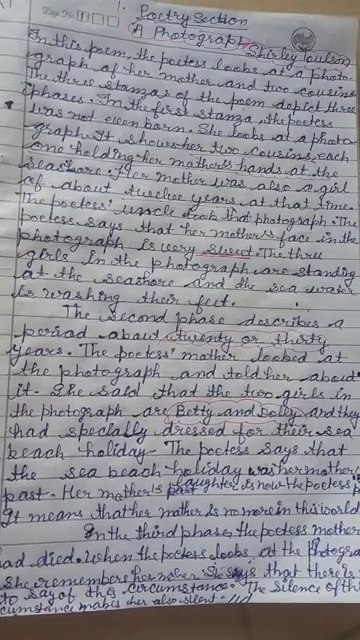 Page No. 1
Poetry Section
A Photograph Shirley Toulson
In this poem, the poetess looks at a photo-
graph of her mother and two cousins
The three stanzas of the poem depict three
phases. In the first stanza, the poetess
was not even born. She looks at a photo
graph. It shows her two cousins, each
one holding her mother's hands at the
seashore. Her mother was also a girl
of about twelve years at that time.
The poetess' uncle took that photograph. The
poetess says that her mother's face in the
photograph is very sweet. The three
girls in the photograph are standing
at the seashore and the sea water
is washing their feet.
The second phase describes a
period about twenty or thirty
years. The poetess' mother looked at
the photograph and told her about
it. She said that the two girls in
the photograph are Betty and Dolly and they
had specially dressed for their sea
beach holiday. The poetess says that
the sea beach holiday was her mother's
past. Her mother's laughter is now the poetess
It means that her mother is no more in this world
In the third phase, the poetess mother
had died. When the poetess looks at the photogra
she remembers her mother. She says that there is
to say of this circumstance. The silence of this
cumstance makes her also silent.